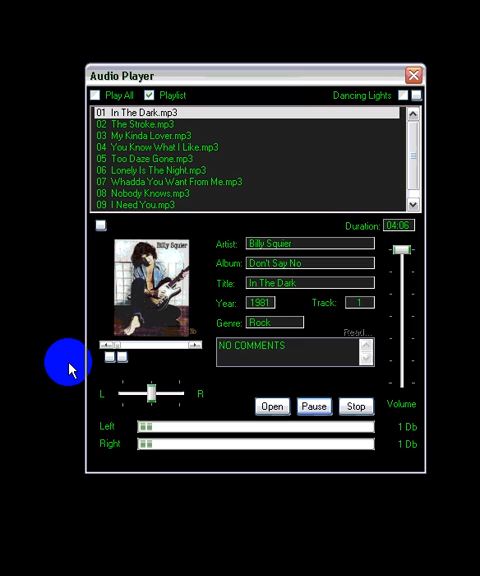 Audio Player
Play All Playlist Dancing Lights
01 In The Dark.mp3
02 The Stroke.mp3
03 My Kinda Lover.mp3
04 You Know What I Like.mp3
05 Too Daze Gone.mp3
06 Lonely Is The Night.mp3
07 Whadda You Want From Me.mp3
08 Nobody Knows.mp3
09 I Need You.mp3
Duration: 04:06
Billy Squier
Artist: Billy Squier
Album: Don't Say No
Title: In The Dark
Year: 1981 Track: 1
Genre: Rock
Read...
NO COMMENTS
L R
Open Pause Stop
Volume
Left 1 Db
Right 1 Db